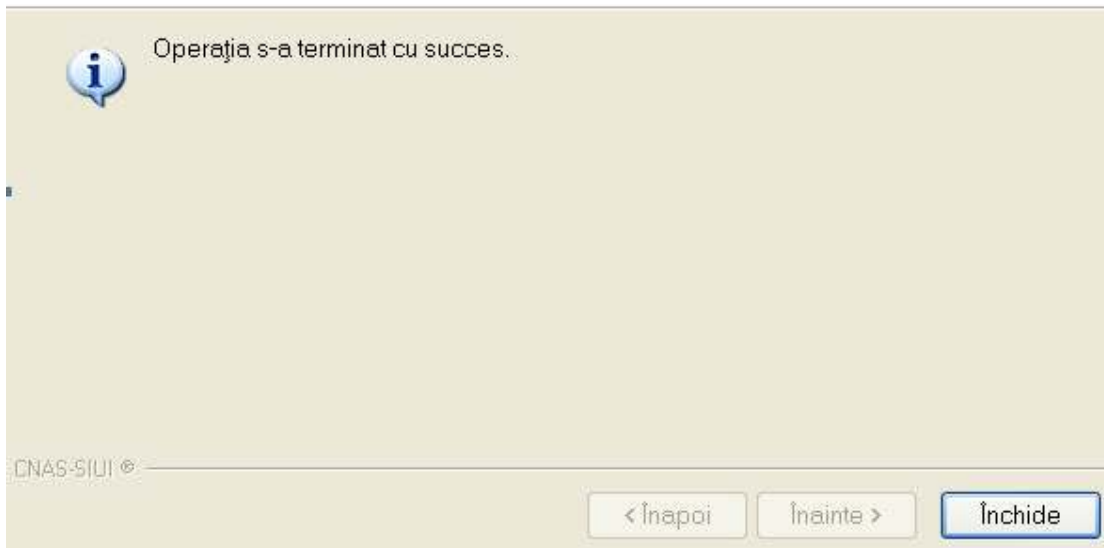 Operaţia s-a terminat cu succes.
CNAS-SIUI ©
< Înapoi
Înainte >
Închide